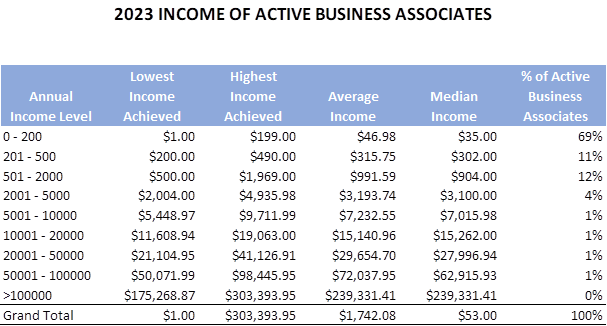 2023 INCOME OF ACTIVE BUSINESS ASSOCIATES
Lowest Highest % of Active
Annual Income Income Average Median Business
Income Level Achieved Achieved Income Income Associates
0 - 200 $1.00 $199.00 $46.98 $35.00 69%
201 - 500 $200.00 $490.00 $315.75 $302.00 11%
501 - 2000 $500.00 $1,969.00 $991.59 $904.00 12%
2001 - 5000 $2,004.00 $4,935.98 $3,193.74 $3,100.00 4%
5001 - 10000 $5,448.97 $9,711.99 $7,232.55 $7,015.98 1%
10001 - 20000 $11,608.94 $19,063.00 $15,140.96 $15,262.00 1%
20001 - 50000 $21,104.95 $41,126.91 $29,654.70 $27,996.94 1%
50001 - 100000 $50,071.99 $98,445.95 $72,037.95 $62,915.93 1%
>100000 $175,268.87 $303,393.95 $239,331.41 $239,331.41 0%
Grand Total $1.00 $303,393.95 $1,742.08 $53.00 100%